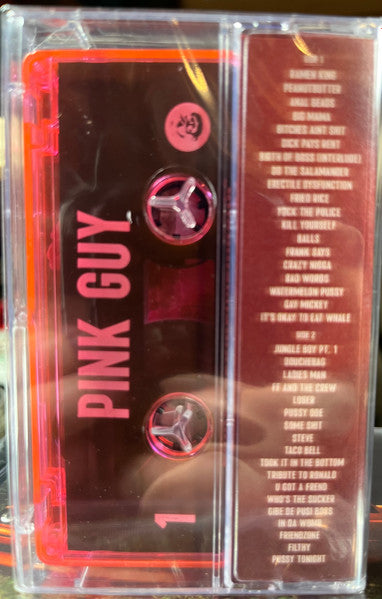 PINK GUY
1
SIDE 1
RAMEN KING
PEANUTBUTTER
ANAL BEADS
BIG MAMA
BITCHES AINT SHIT
DICK PAYS RENT
BIRTH OF BOSS (INTERLUDE)
DO THE SALAMANDER
ERECTILE DYSFUNCTION
FRIED RICE
FUCK THE POLICE
KILL YOURSELF
BALLS
FRANK SAYS
CRAZY NIGGA
BAD WORDS
WATERMELON PUSSY
GAY MICKEY
IT'S OKAY TO EAT WHALE
SIDE 2
JUNGLE BOY PT. 1
DOUCHEBAG
LADIES MAN
FF AND THE CREW
LOSER
PUSSY ODE
SOME SHIT
STEVE
TACO BELL
TOOK IT IN THE BOTTOM
TRIBUTE TO RONALD
U GOT A FREND
WHO'S THE SUCKER
GIBE DE PUSI BOSS
IN DA WOMB
FRIENDZONE
FILTHY
PUSSY TONIGHT